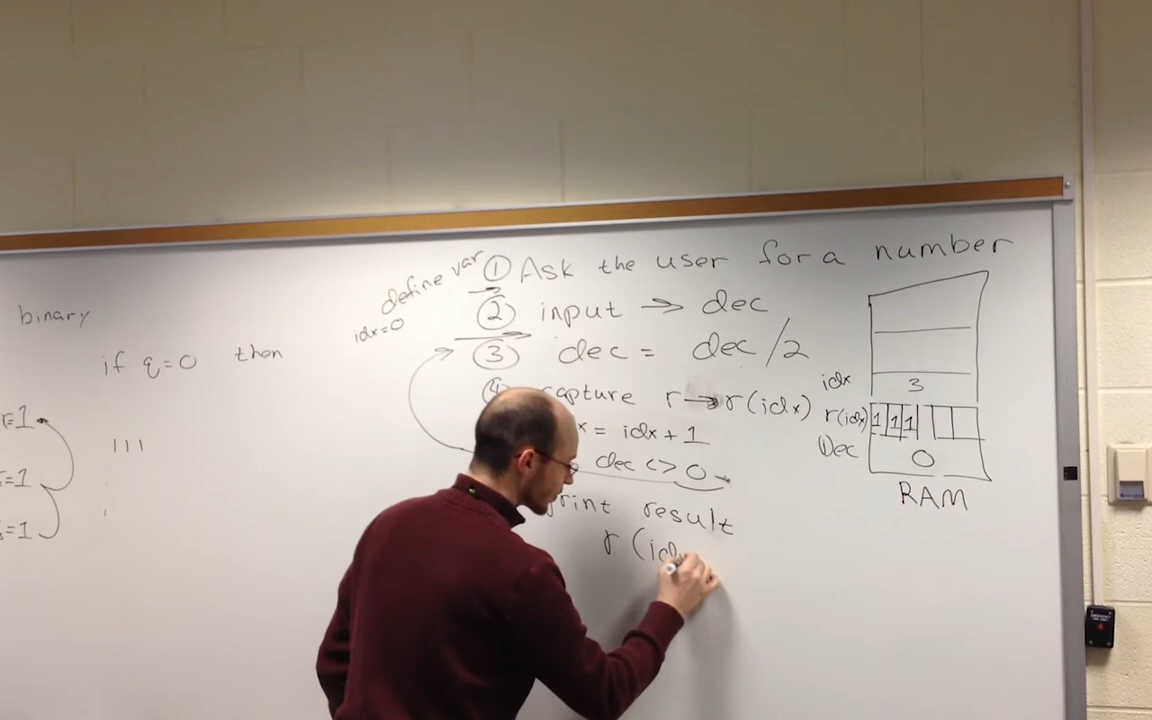 binary
if q=0 then
r=1
=1
=1
111
define var
idx=0
① Ask the user for a number
② input → dec
③ dec = dec/2
④ capture r → r(idx)
= idx + 1
dec <> 0
print result
r(id
idx 3
r(idx) 1 1 1
Dec 0
RAM